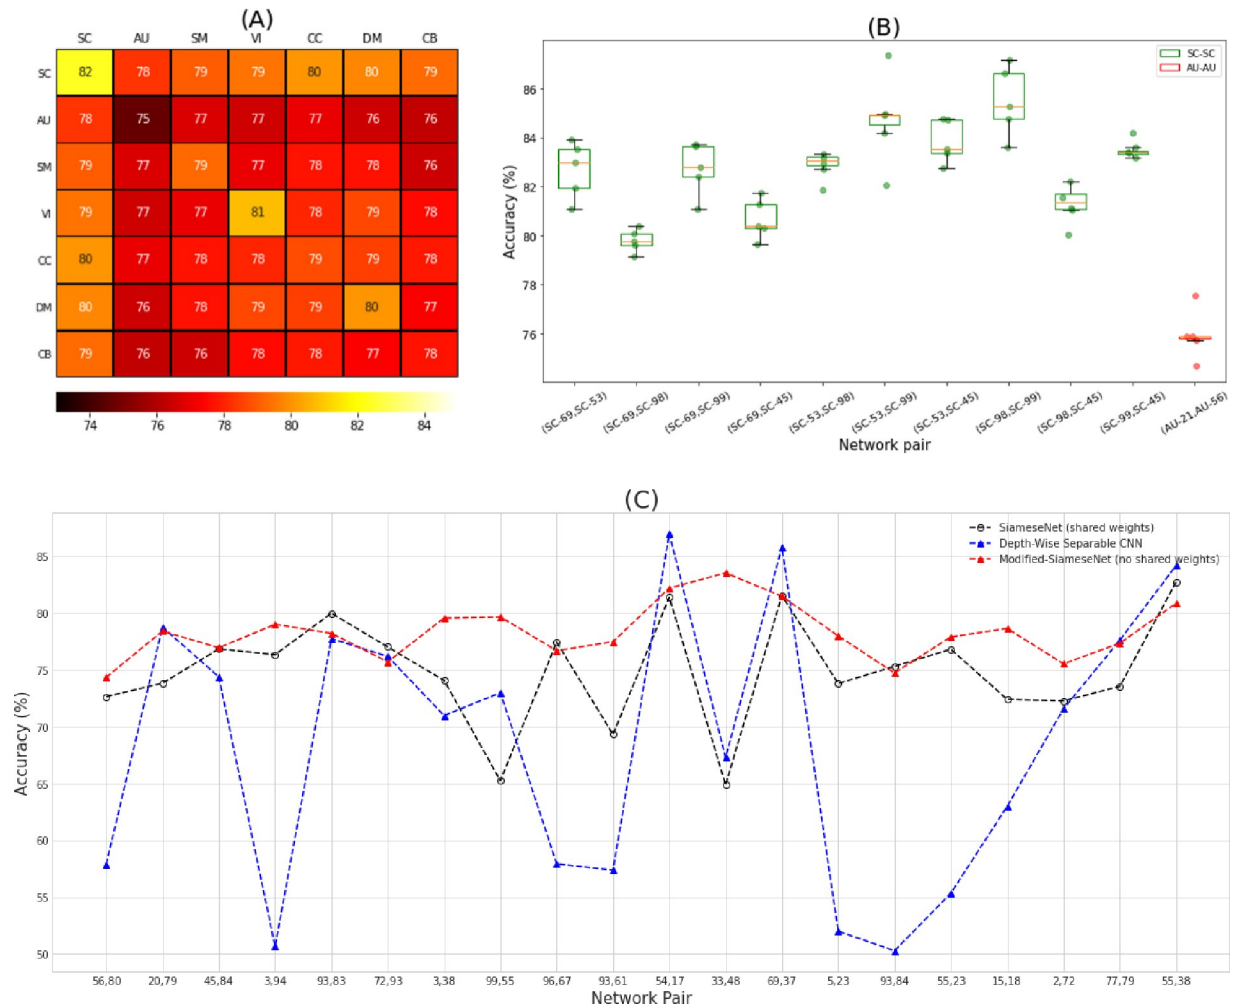 (A)
SC AU SM VI CC DM CB
SC 82 78 79 79 80 80 79
AU 78 75 77 77 77 76 76
SM 79 77 79 77 78 78 76
VI 79 77 77 81 78 79 78
CC 80 77 78 78 79 79 78
DM 80 76 78 79 79 80 77
CB 79 76 76 78 78 77 78
74 76 78 80 82 84
(B)
SC-SC
AU-AU
Accuracy (%)
86
84
82
80
78
76
(SC-69,SC-53) (SC-69,SC-98) (SC-69,SC-99) (SC-69,SC-45) (SC-53,SC-98) (SC-53,SC-99) (SC-53,SC-45) (SC-98,SC-99) (SC-98,SC-45) (SC-99,SC-45) (AU-21,AU-56)
Network pair
(C)
SiameseNet (shared weights)
Depth-Wise Separable CNN
Modified-SiameseNet (no shared weights)
Accuracy (%)
85
80
75
70
65
60
55
50
56,80 20,79 45,84 3,94 93,83 72,93 3,38 99,55 96,67 93,61 54,17 33,48 69,37 5,23 93,84 55,23 15,18 2,72 77,79 55,38
Network Pair